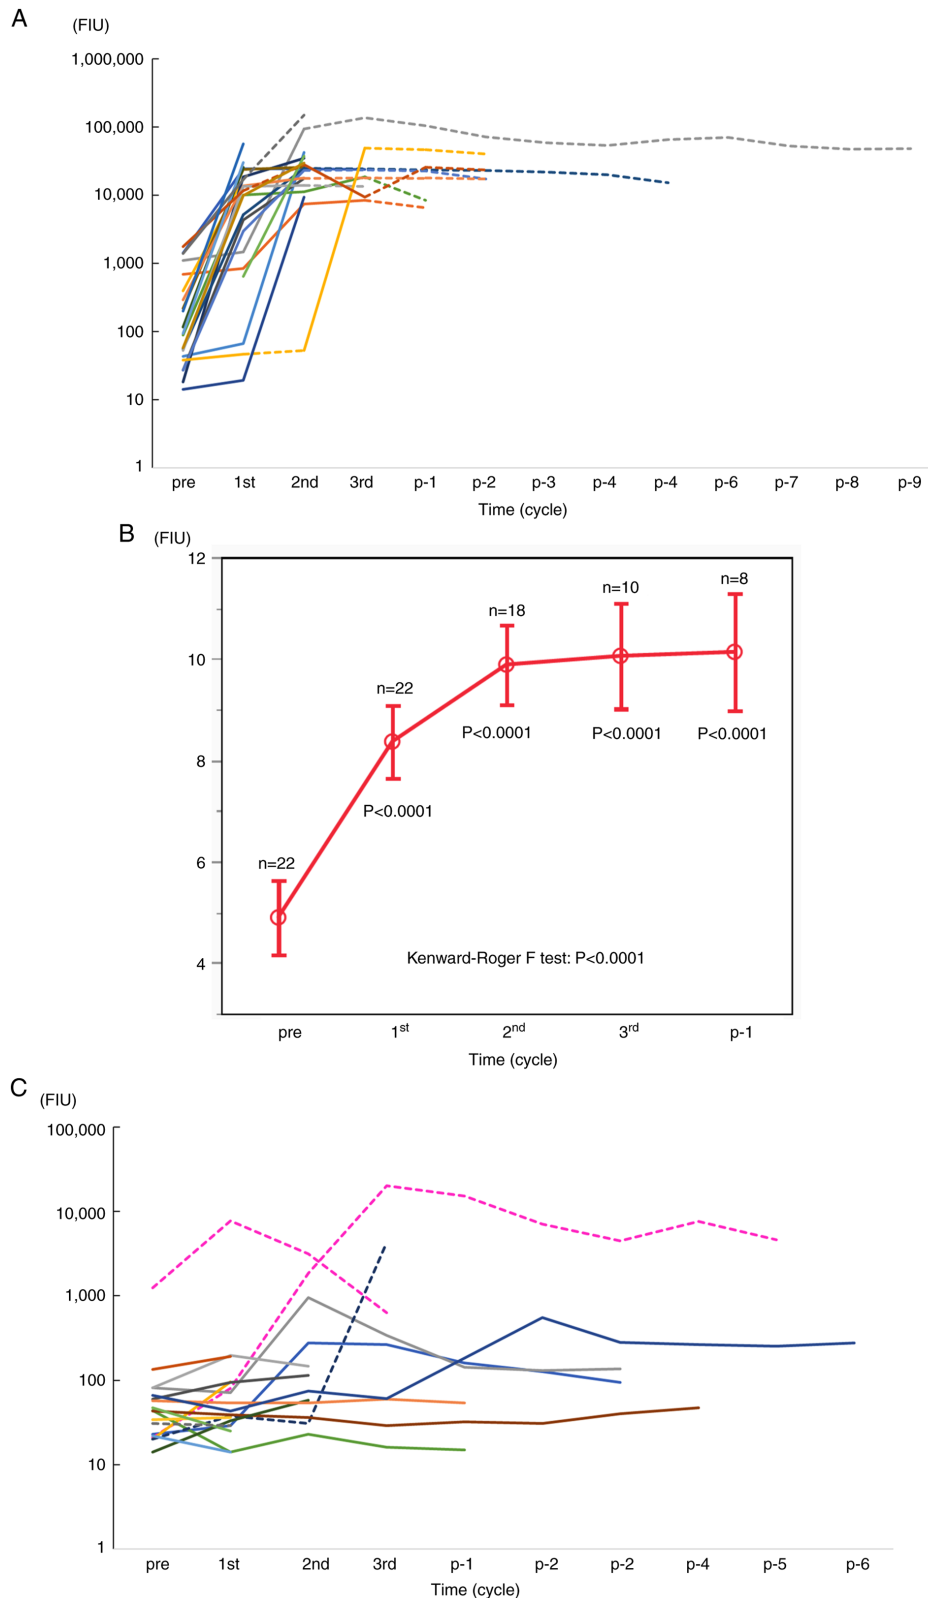 A
(FIU)
1,000,000
100,000
10,000
1,000
100
10
1
pre 1st 2nd 3rd p-1 p-2 p-3 p-4 p-4 p-6 p-7 p-8 p-9
Time (cycle)
B
(FIU)
12
10
8
6
4
n=22
n=22
n=18
n=10
n=8
P<0.0001
P<0.0001
P<0.0001
P<0.0001
Kenward-Roger F test: P<0.0001
pre 1st 2nd 3rd p-1
Time (cycle)
C
(FIU)
100,000
10,000
1,000
100
10
1
pre 1st 2nd 3rd p-1 p-2 p-2 p-4 p-5 p-6
Time (cycle)